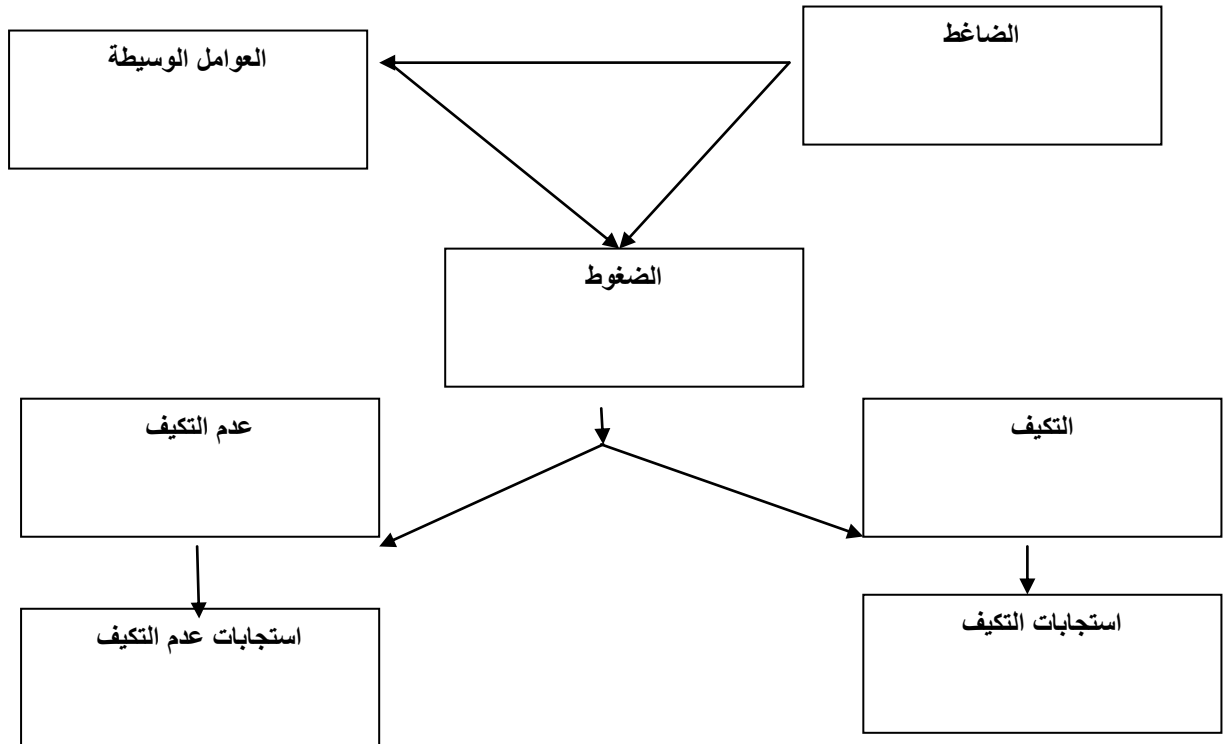 الضاغط
العوامل الوسيطة
الضغوط
التكيف
عدم التكيف
استجابات التكيف
استجابات عدم التكيف